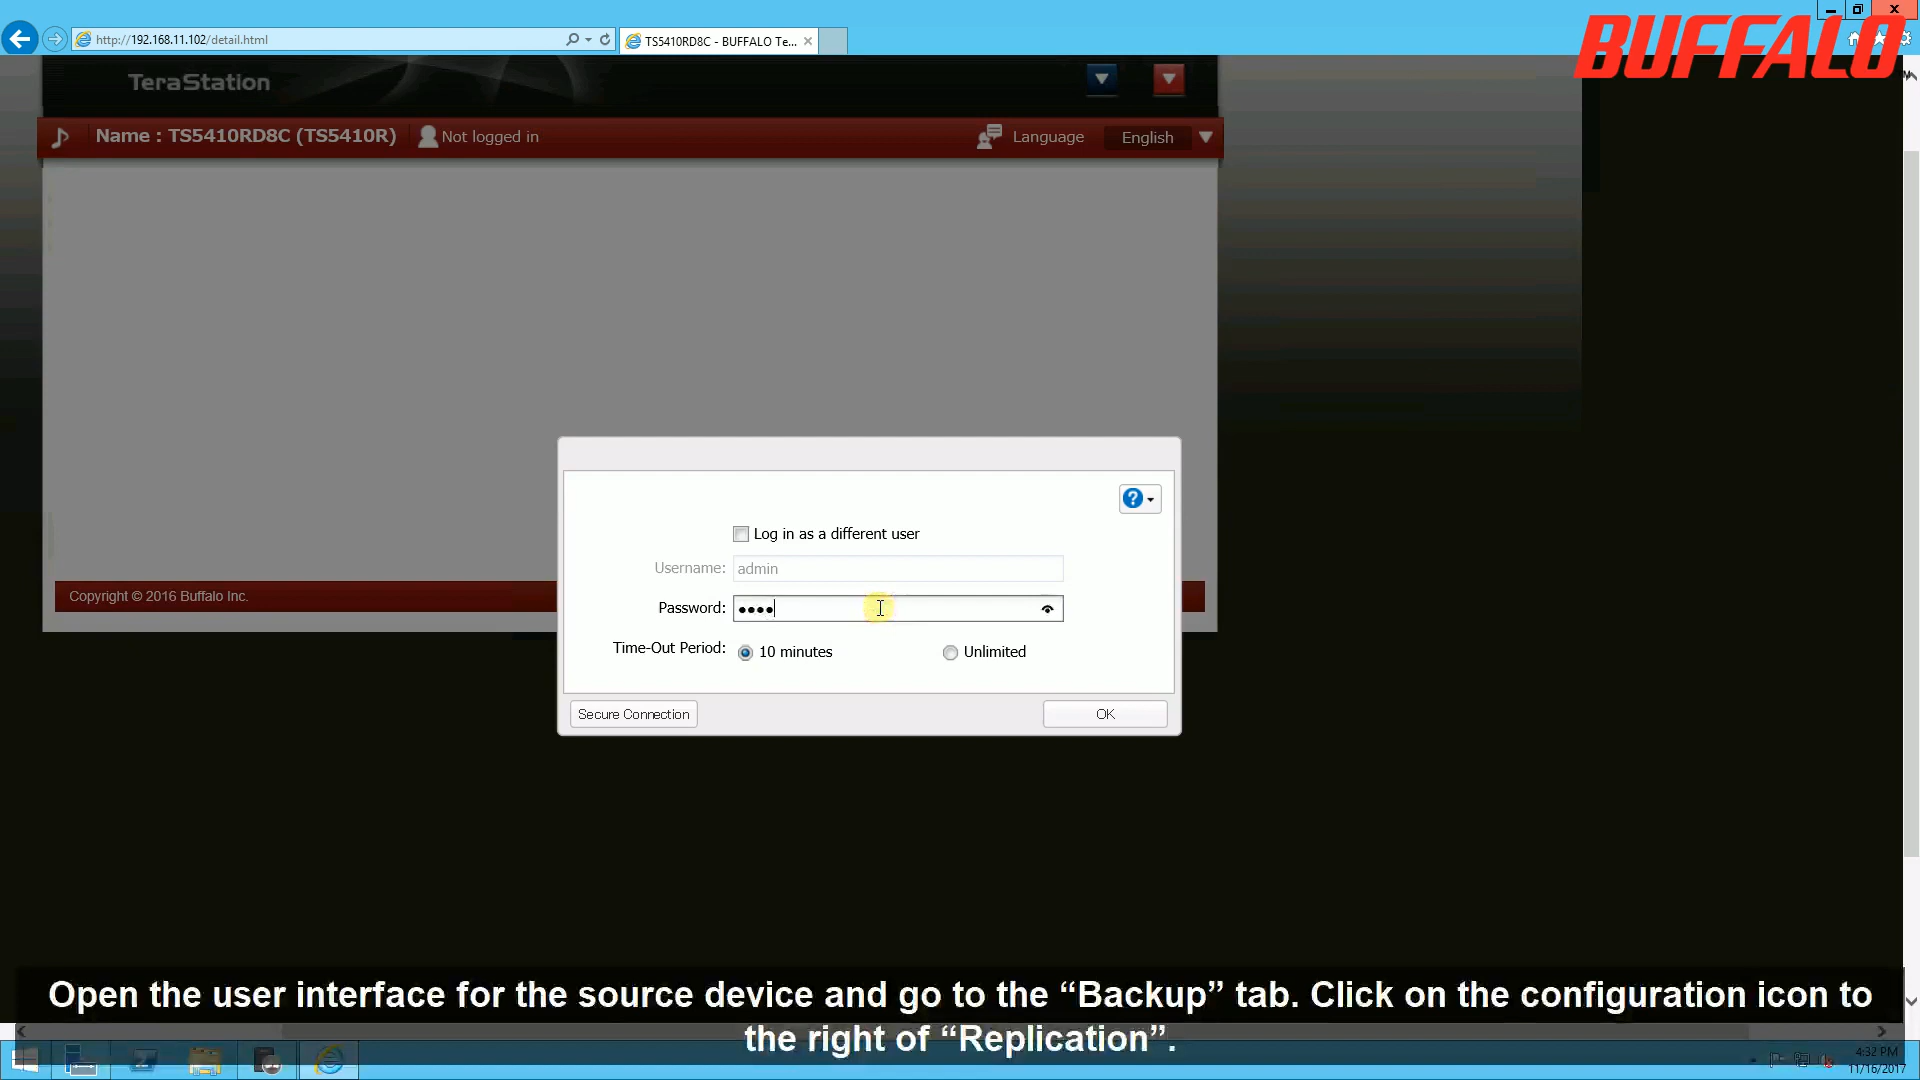 http://192.168.11.102/detail.html
TS5410RD8C - BUFFALO Te...
BUFFALO
TeraStation
Name : TS5410RD8C (TS5410R)
Not logged in
Language
English
Log in as a different user
Username:
admin
Password:
Time-Out Period:
10 minutes
Unlimited
Secure Connection
OK
Copyright © 2016 Buffalo Inc.
Open the user interface for the source device and go to the “Backup” tab. Click on the configuration icon to
the right of “Replication”.
4:32 PM
11/16/2017